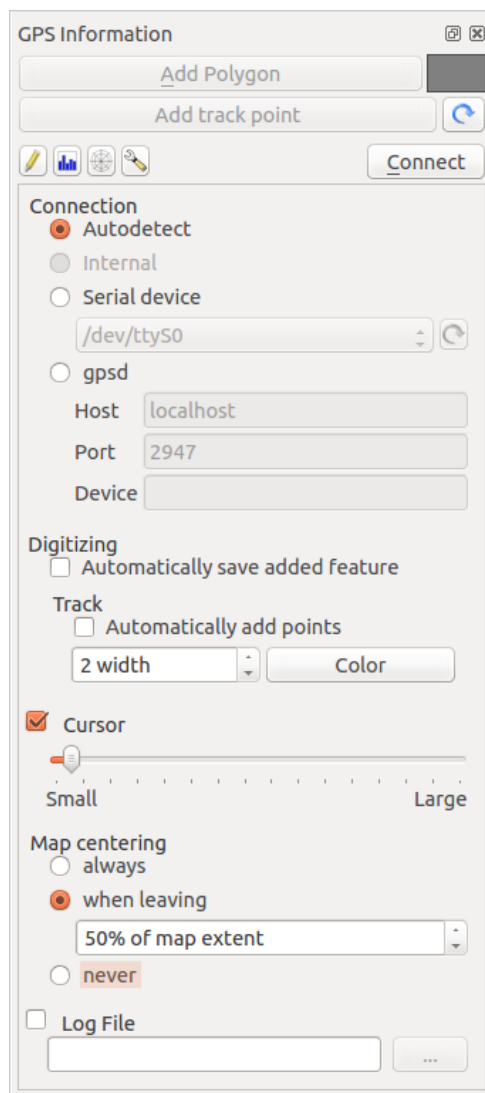 GPS Information
Add Polygon
Add track point
Connect
Connection
Autodetect
Internal
Serial device
/dev/ttyS0
gpsd
Host localhost
Port 2947
Device
Digitizing
Automatically save added feature
Track
Automatically add points
2 width Color
Cursor
Small Large
Map centering
always
when leaving
50% of map extent
never
Log File
...